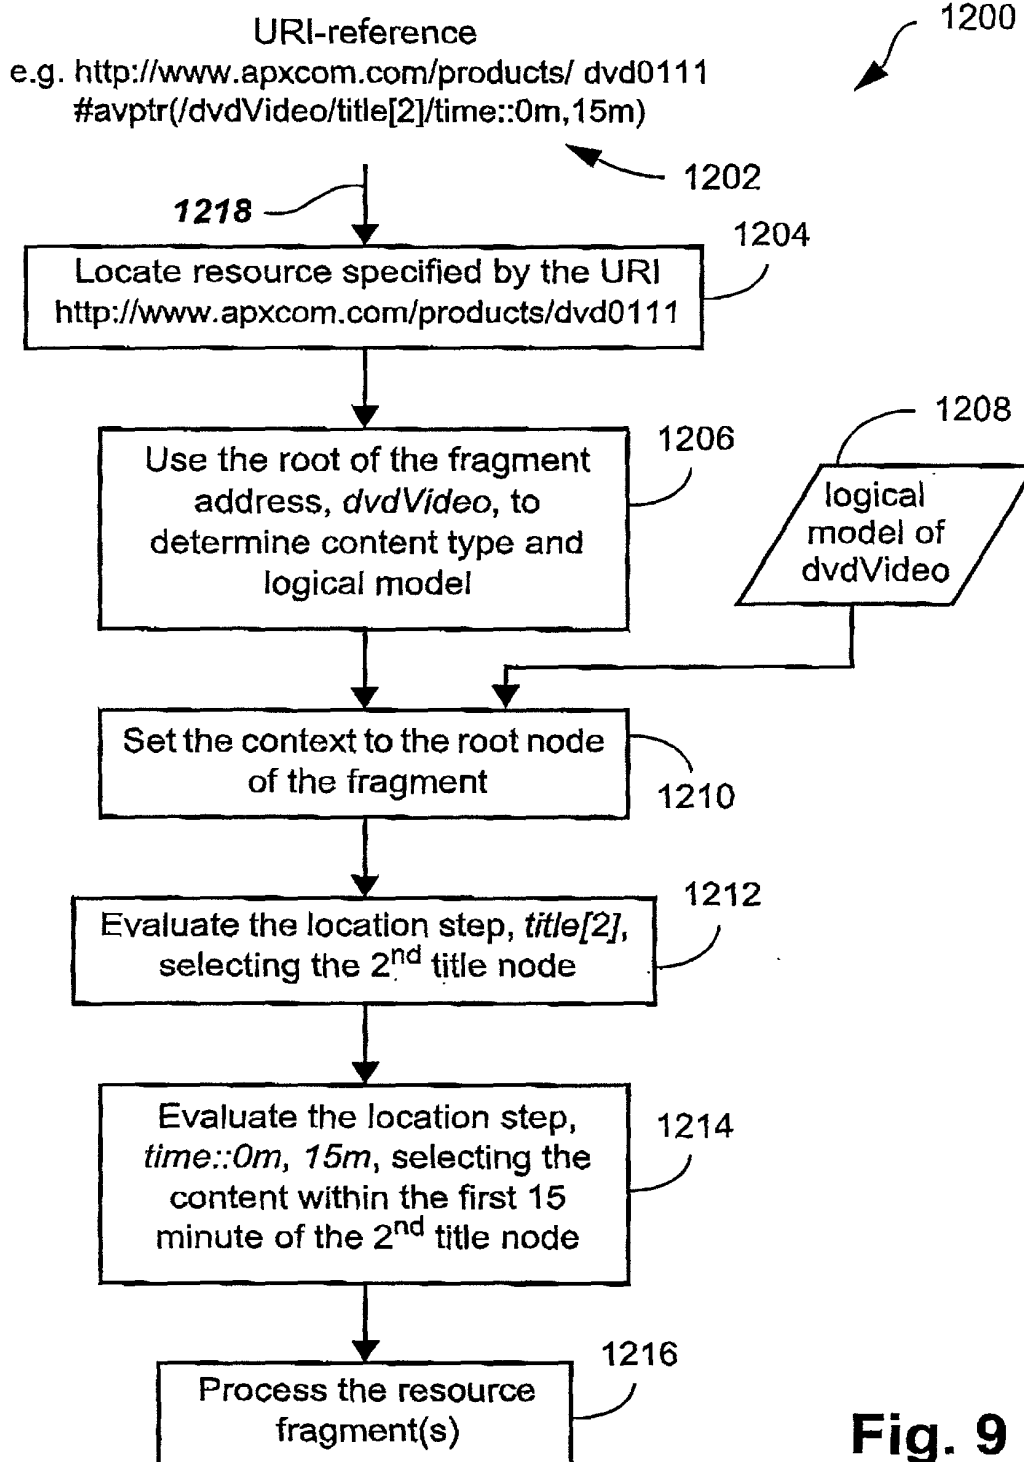 1200
URI-reference
e.g. http://www.apxcom.com/products/ dvd0111
#avptr(/dvdVideo/title[2]/time::0m,15m)
1202
1218
1204
Locate resource specified by the URI
http://www.apxcom.com/products/dvd0111
1206
Use the root of the fragment
address, dvdVideo, to
determine content type and
logical model
1208
logical
model of
dvdVideo
Set the context to the root node
of the fragment
1210
1212
Evaluate the location step, title[2],
selecting the 2nd title node
1214
Evaluate the location step,
time::0m, 15m, selecting the
content within the first 15
minute of the 2nd title node
1216
Process the resource
fragment(s)
Fig. 9